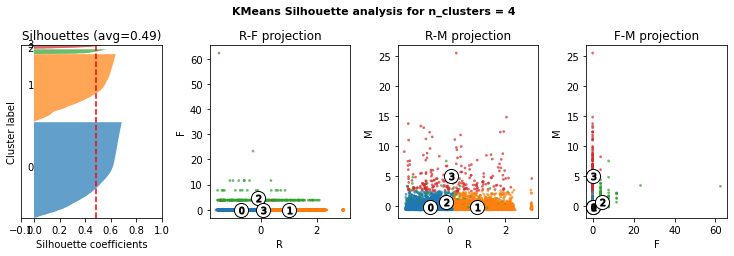 KMeans Silhouette analysis for n_clusters = 4
Silhouettes (avg=0.49)
Cluster label
3
2
1
0
-0.1 0.0 0.2 0.4 0.6 0.8 1.0
Silhouette coefficients
R-F projection
F
60
50
40
30
20
10
0
0 2 3 1
0 2
R
R-M projection
M
25
20
15
10
5
0
3
2
0 1
0 2
R
F-M projection
M
25
20
15
10
5
0
3
2
0 20 40 60
F